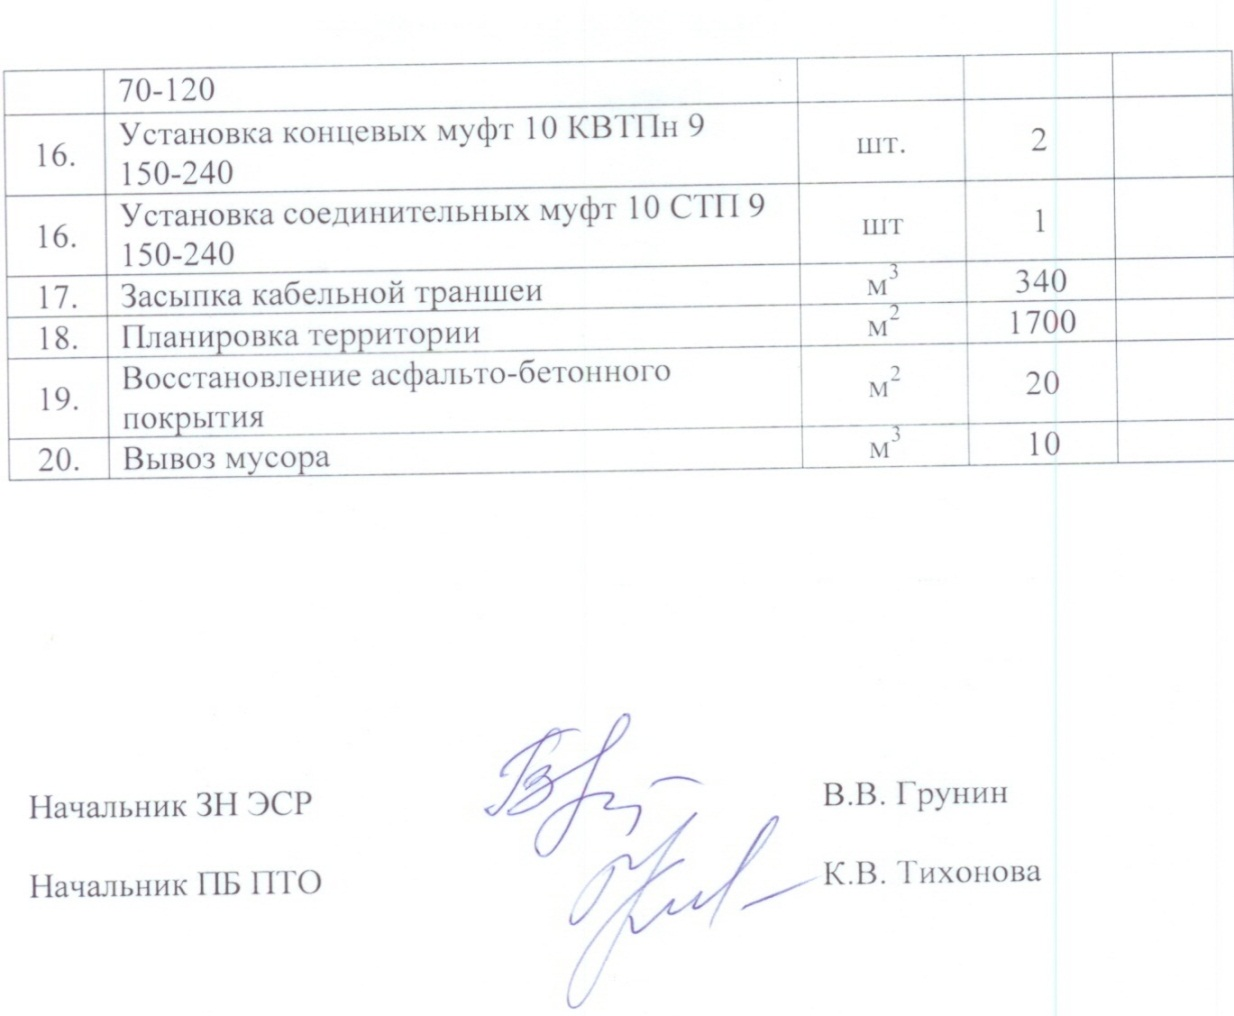 70-120
16. Установка концевых муфт 10 КВТПн 9 шт. 2
150-240
16. Установка соединительных муфт 10 СТП 9 шт 1
150-240
17. Засыпка кабельной траншеи м³ 340
18. Планировка территории м² 1700
19. Восстановление асфальто-бетонного м² 20
покрытия
20. Вывоз мусора м³ 10
Начальник ЗН ЭСР В.В. Грунин
Начальник ПБ ПТО К.В. Тихонова